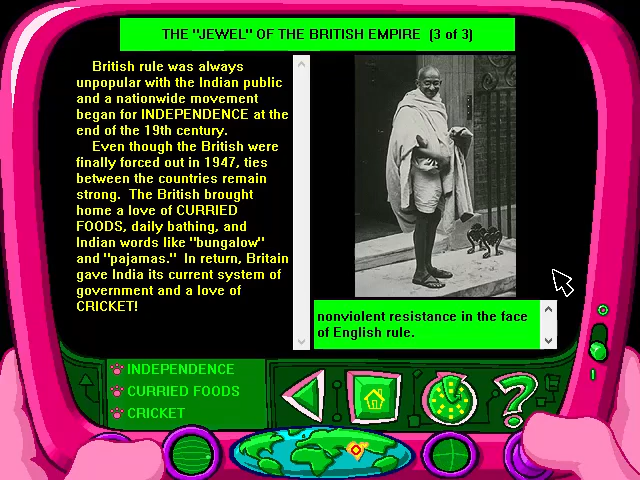 THE "JEWEL" OF THE BRITISH EMPIRE (3 of 3)
British rule was always
unpopular with the Indian public
and a nationwide movement
began for INDEPENDENCE at the
end of the 19th century.
Even though the British were
finally forced out in 1947, ties
between the countries remain
strong. The British brought
home a love of CURRIED
FOODS, daily bathing, and
Indian words like "bungalow"
and "pajamas." In return, Britain
gave India its current system of
government and a love of
CRICKET!
nonviolent resistance in the face
of English rule.
INDEPENDENCE
CURRIED FOODS
CRICKET